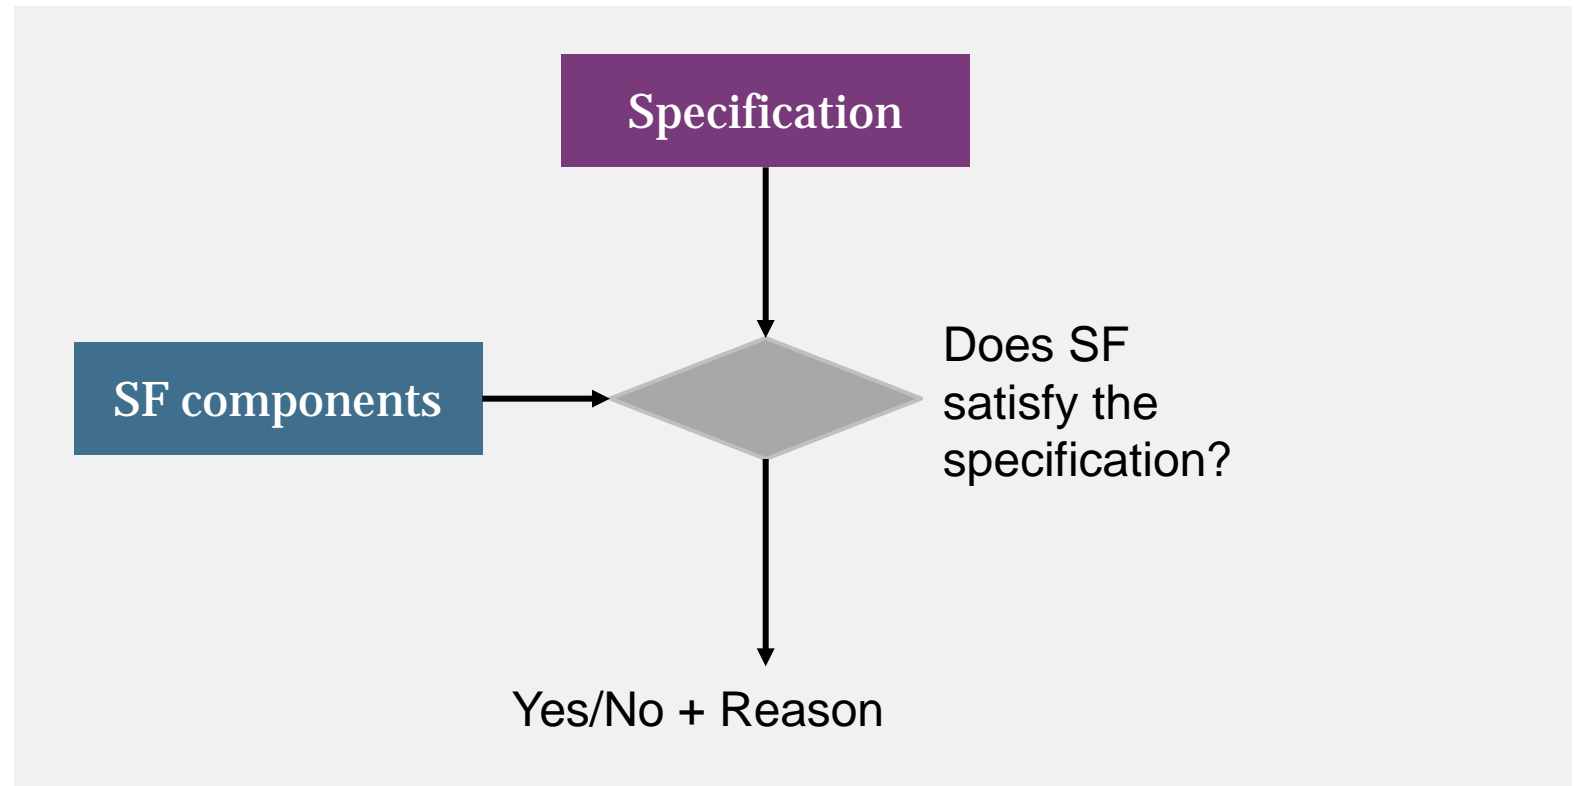 Specification
SF components
Does SF
satisfy the
specification?
Yes/No + Reason